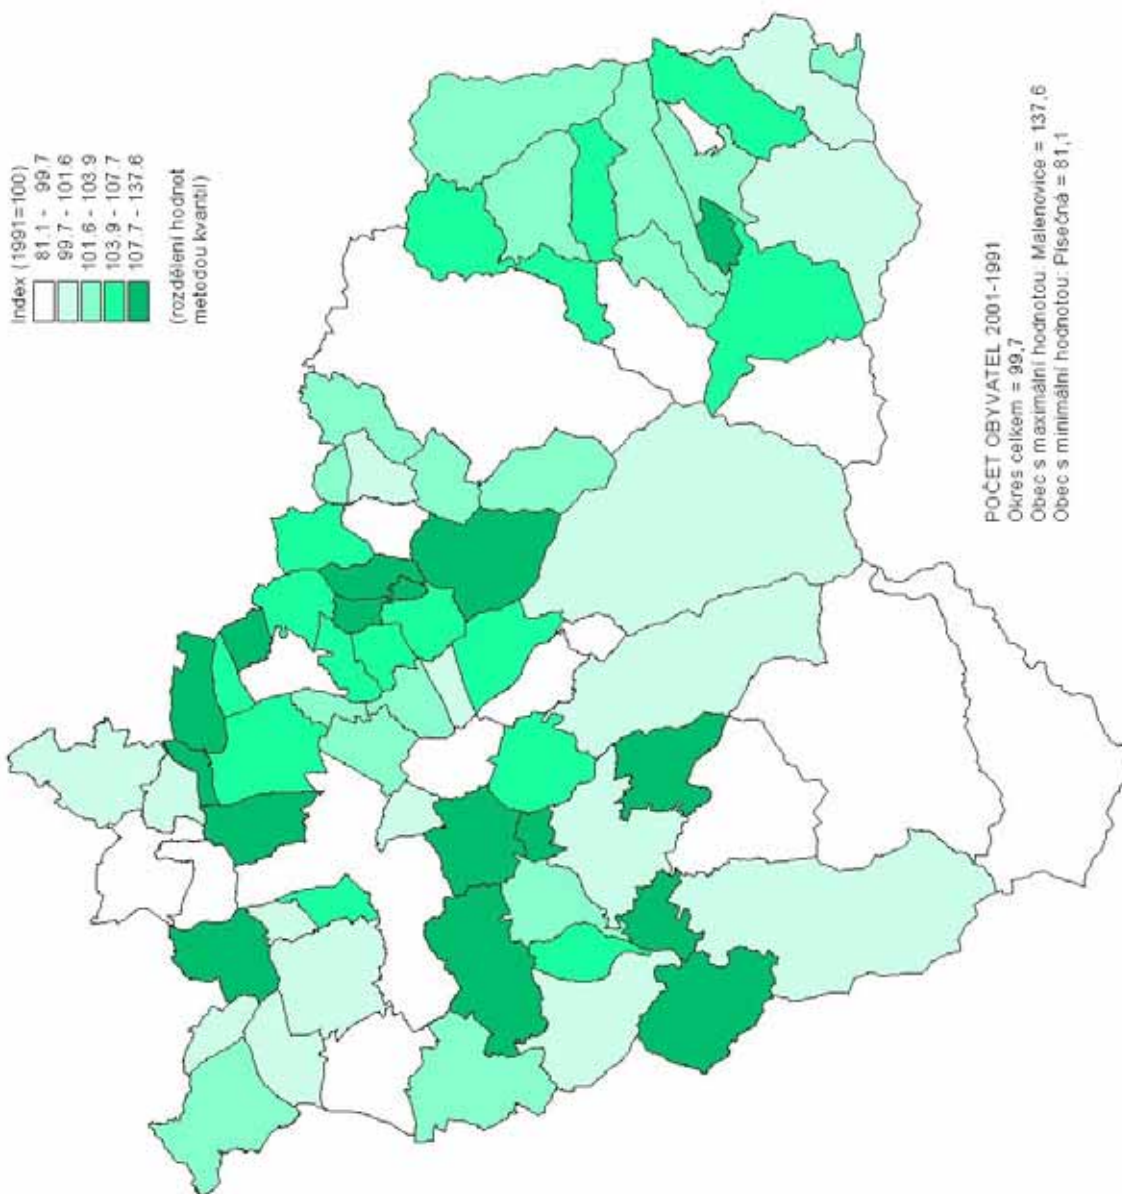 Index (1991=100)
81.1 - 99.7
99.7 - 101.6
101.6 - 103.9
103.9 - 107.7
107.7 - 137.6
(rozdělení hodnot
metodou kvantil)
POČET OBYVATEL 2001-1991
Okres celkem = 99,7
Obec s maximální hodnotou: Malenovice = 137,6
Obec s minimální hodnotou: Písečná = 81,1